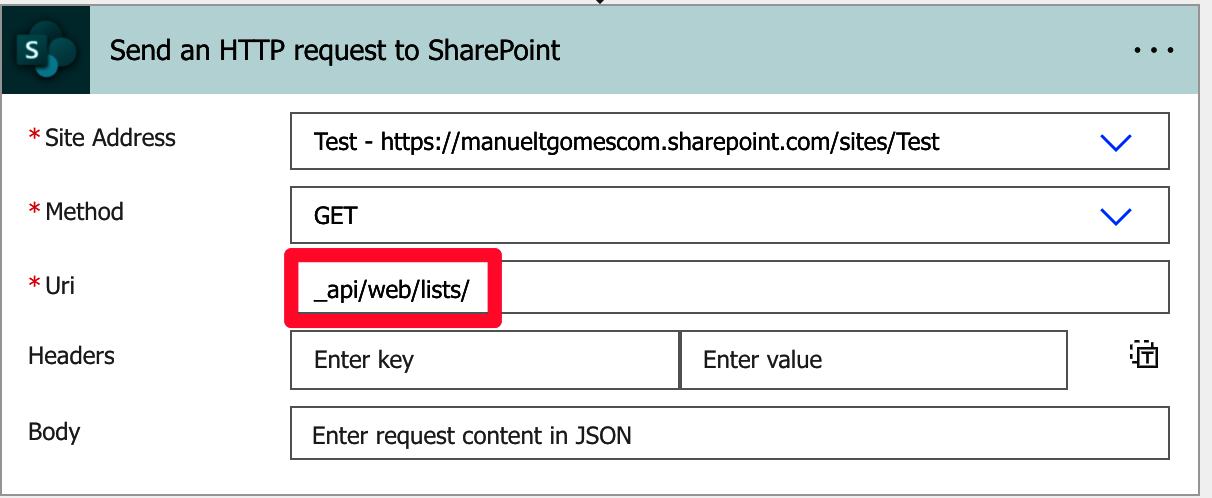 S
Send an HTTP request to SharePoint
* Site Address
Test - https://manueltgomescom.sharepoint.com/sites/Test
* Method
GET
* Uri
_api/web/lists/
Headers
Enter key
Enter value
T
Body
Enter request content in JSON